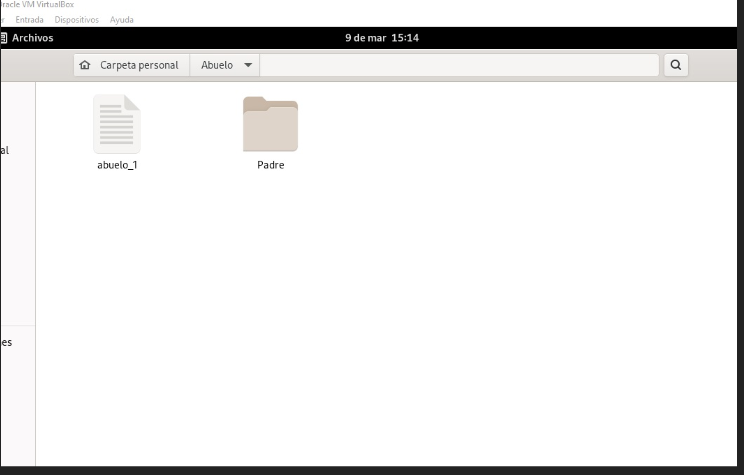 Oracle VM VirtualBox
Entrada Dispositivos Ayuda
Archivos 9 de mar 15:14
Carpeta personal Abuelo
abuelo_1 Padre
al
es